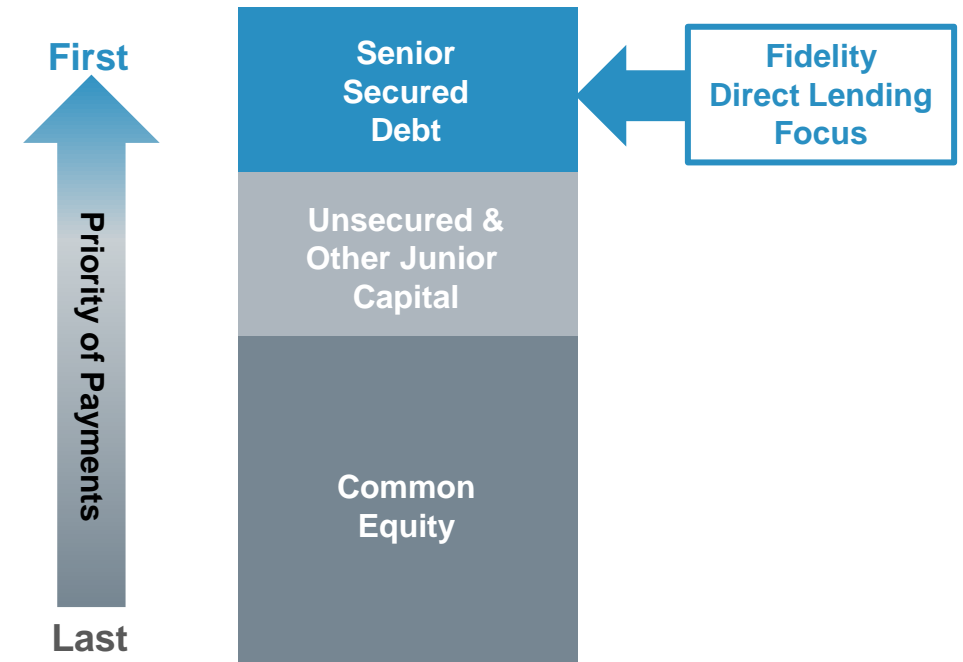 First
Priority of Payments
Last
Senior
Secured
Debt
Unsecured &
Other Junior
Capital
Common
Equity
Fidelity
Direct Lending
Focus